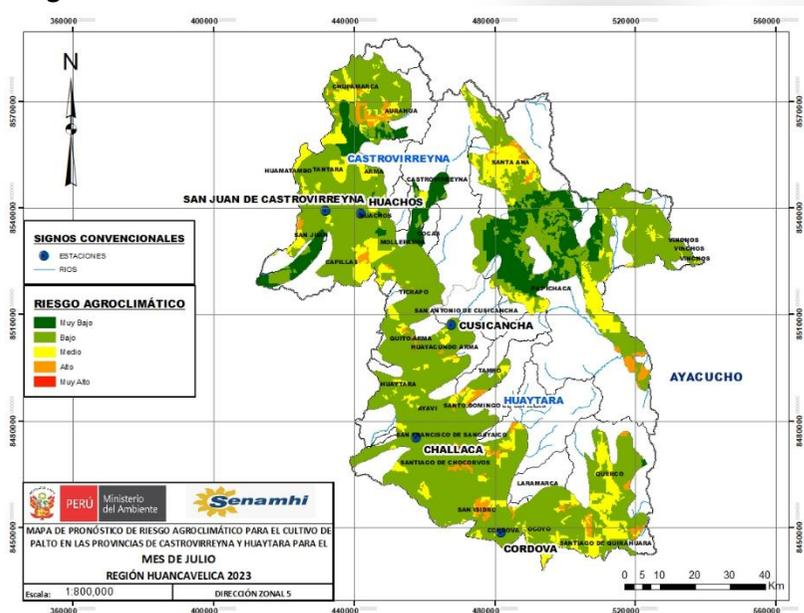 360000 400000 440000 480000 520000 560000
N
8570000
8540000
8510000
8480000
8450000
CHUPAMARCA
AURAHUA
CASTROVIRREYNA
SANTA ANA
HUAMATAMBO TANTARA
ARMA
CASTROVIRREYNA
SAN JUAN DE CASTROVIRREYNA HUACHOS
HUACHOS
SAN JUAN
COCAS
MOLLEPAMPA
CAPILLAS
VINCHOS
VINCHOS
VINCHOS
TICRAPO
PILPICHACA
SAN ANTONIO DE CUSICANCHA
CUSICANCHA
QUITO ARMA
HUAYACUNDO ARMA
TAMBO
AYACUCHO
HUAYTARA
HUAYTARA
SANTO DOMINGO
AYAVI
SAN FRANCISCO DE SANGAYAICO
CHALLACA
SANTIAGO DE CHOCORVOS
LARAMARCA
QUERCO
SAN ISIDRO
CORDOVA
OCOYO
SANTIAGO DE QUIRAHUARA
CORDOVA
SIGNOS CONVENCIONALES
ESTACIONES
RIOS
RIESGO AGROCLIMÁTICO
Muy Bajo
Bajo
Medio
Alto
Muy Alto
PERÚ
Ministerio
del Ambiente
Senamhi
MAPA DE PRONÓSTICO DE RIESGO AGROCLIMÁTICO PARA EL CULTIVO DE
PALTO EN LAS PROVINCIAS DE CASTROVIRREYNA Y HUAYTARA PARA EL
MES DE JULIO
REGIÓN HUANCAVELICA 2023
Escala: 1:800,000
DIRECCIÓN ZONAL 5
0 5 10 20 30 40
Km
360000 400000 440000 480000 520000 560000
8570000
8540000
8510000
8480000
8450000